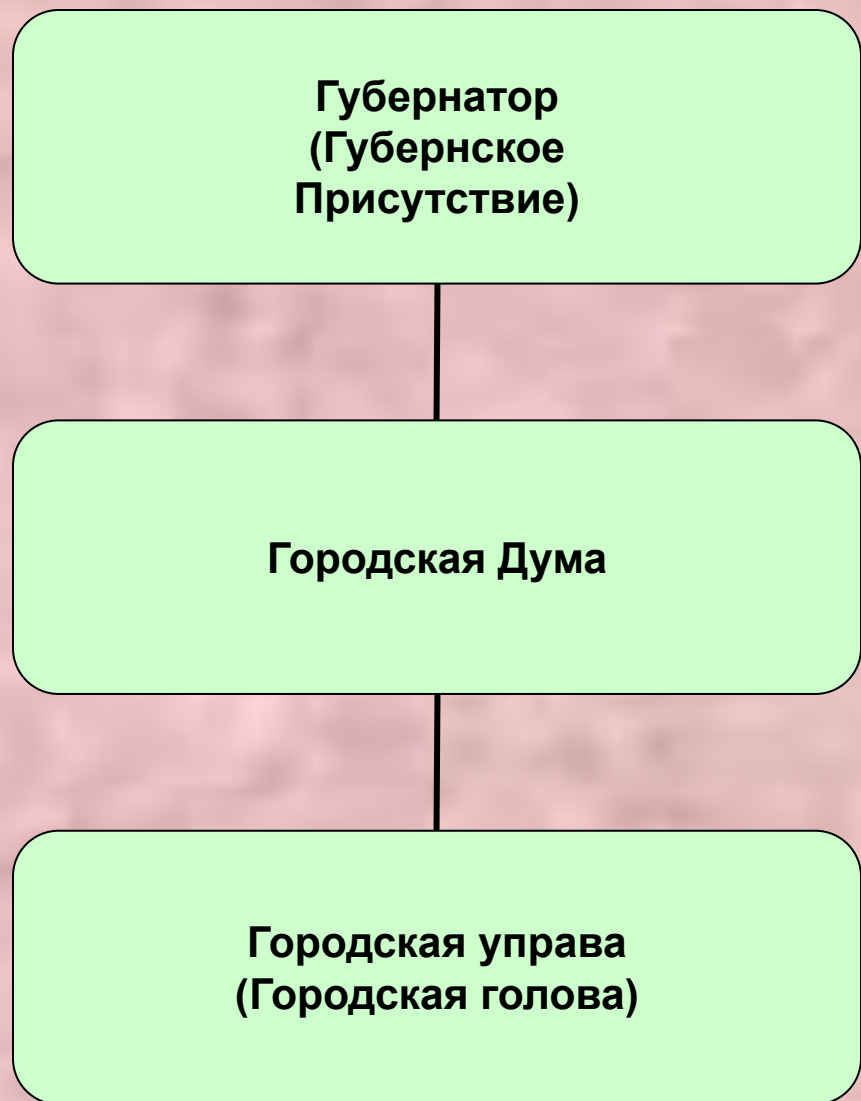 Губернатор
(Губернское
Присутствие)
Городская Дума
Городская управа
(Городская голова)